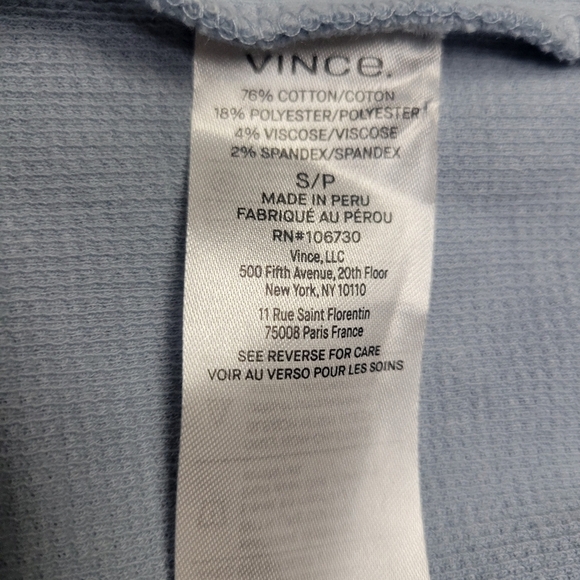 VINCE.
76% COTTON/COTON
18% POLYESTER/POLYESTER
4% VISCOSE/VISCOSE
2% SPANDEX/SPANDEX
S/P
MADE IN PERU
FABRIQUÉ AU PÉROU
RN#106730
Vince, LLC
500 Fifth Avenue, 20th Floor
New York, NY 10110
11 Rue Saint Florentin
75008 Paris France
SEE REVERSE FOR CARE
VOIR AU VERSO POUR LES SOINS